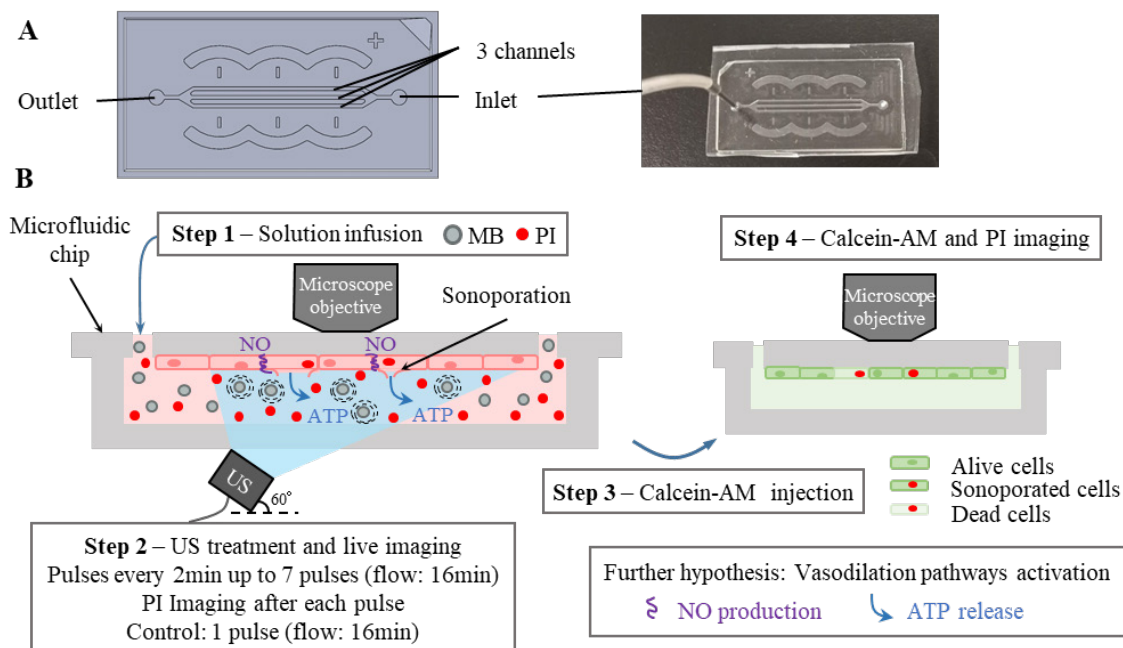 A
3 channels
Outlet
Inlet
B
Microfluidic
chip
Step 1 – Solution infusion MB PI
Microscope
objective
Sonoporation
NO
NO
ATP
ATP
US
60°
Step 2 – US treatment and live imaging
Pulses every 2min up to 7 pulses (flow: 16min)
PI Imaging after each pulse
Control: 1 pulse (flow: 16min)
Step 3 – Calcein-AM injection
Step 4 – Calcein-AM and PI imaging
Microscope
objective
Alive cells
Sonoporated cells
Dead cells
Further hypothesis: Vasodilation pathways activation
NO production
ATP release